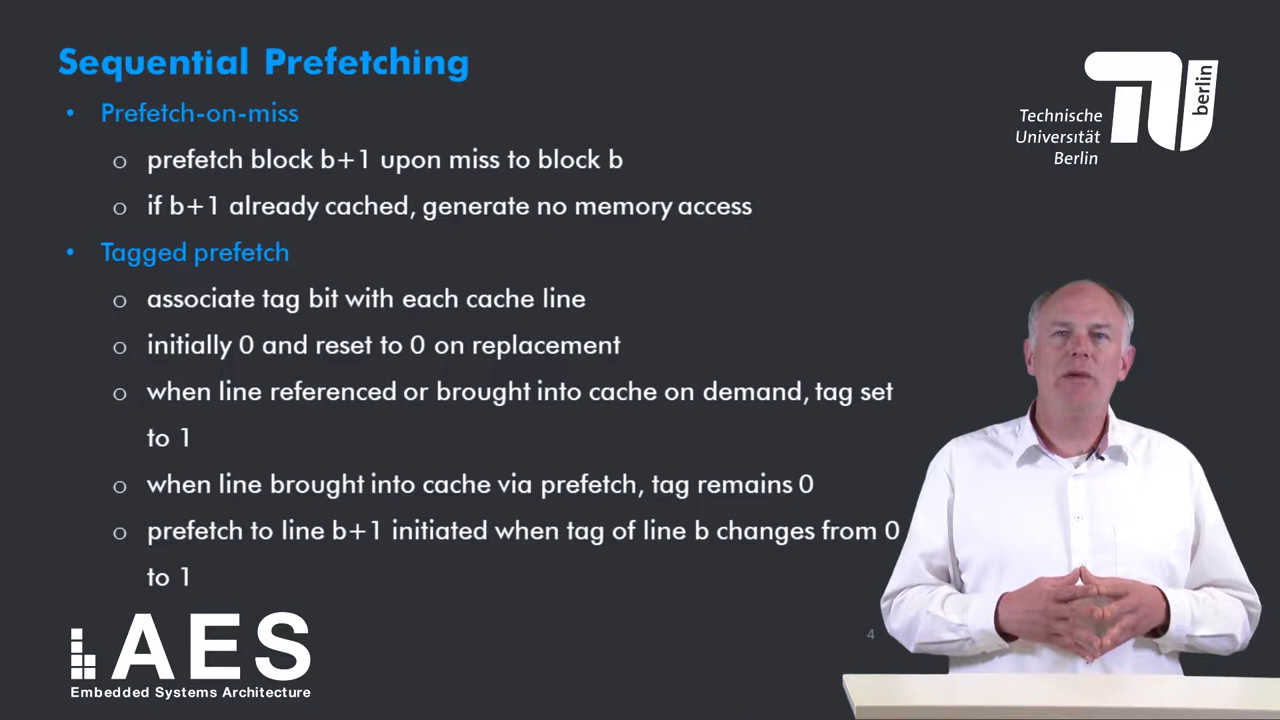 Sequential Prefetching
• Prefetch-on-miss
o prefetch block b+1 upon miss to block b
o if b+1 already cached, generate no memory access
• Tagged prefetch
o associate tag bit with each cache line
o initially 0 and reset to 0 on replacement
o when line referenced or brought into cache on demand, tag set
to 1
o when line brought into cache via prefetch, tag remains 0
o prefetch to line b+1 initiated when tag of line b changes from 0
to 1
Technische
Universität
Berlin
berlin
AES
Embedded Systems Architecture
4